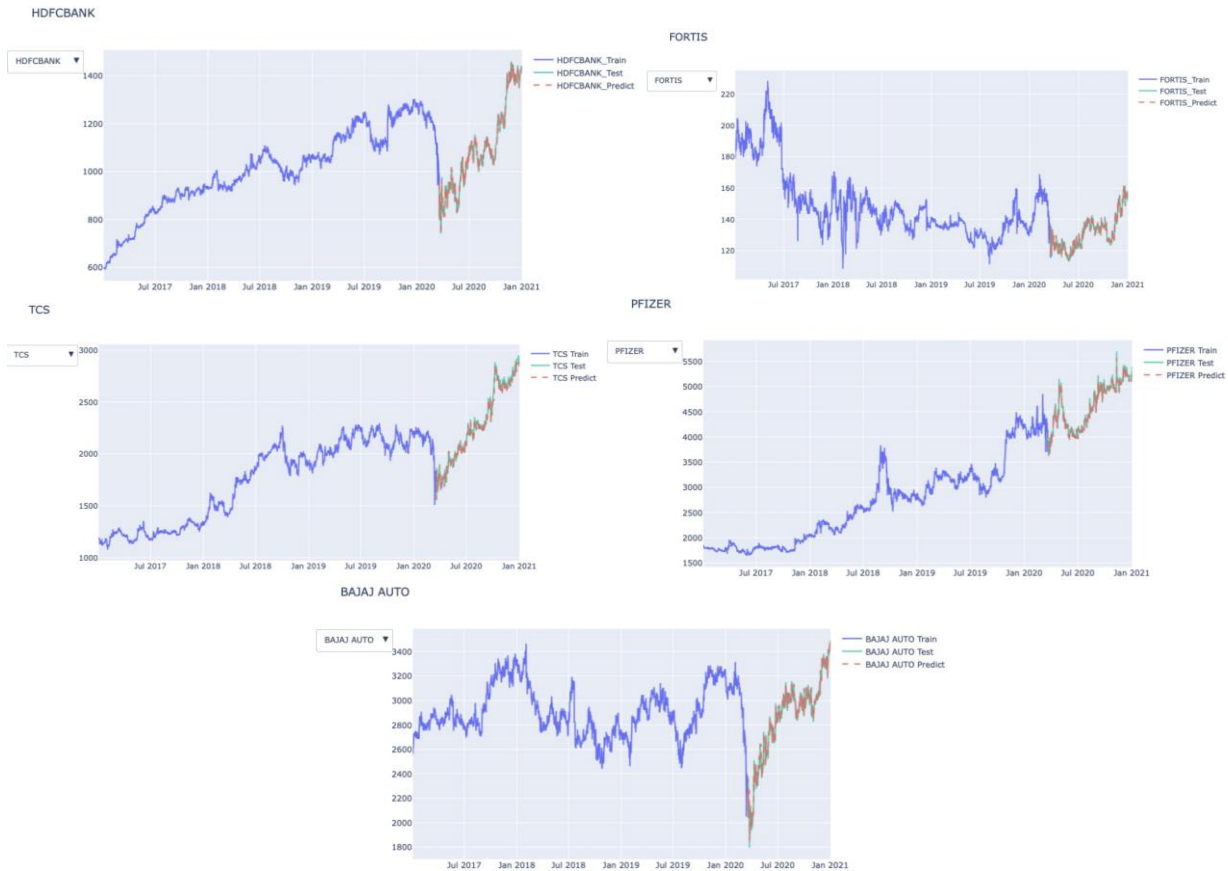 HDFCBANK
HDFCBANK ▼
HDFCBANK_Train
HDFCBANK_Test
HDFCBANK_Predict
1400
1200
1000
800
600
Jul 2017 Jan 2018 Jul 2018 Jan 2019 Jul 2019 Jan 2020 Jul 2020 Jan 2021
FORTIS
FORTIS ▼
FORTIS_Train
FORTIS_Test
FORTIS_Predict
220
200
180
160
140
120
Jul 2017 Jan 2018 Jul 2018 Jan 2019 Jul 2019 Jan 2020 Jul 2020 Jan 2021
TCS
TCS ▼
TCS Train
TCS Test
TCS Predict
3000
2500
2000
1500
1000
Jul 2017 Jan 2018 Jul 2018 Jan 2019 Jul 2019 Jan 2020 Jul 2020 Jan 2021
PFIZER
PFIZER ▼
PFIZER Train
PFIZER Test
PFIZER Predict
5500
5000
4500
4000
3500
3000
2500
2000
1500
Jul 2017 Jan 2018 Jul 2018 Jan 2019 Jul 2019 Jan 2020 Jul 2020 Jan 2021
BAJAJ AUTO
BAJAJ AUTO ▼
BAJAJ AUTO Train
BAJAJ AUTO Test
BAJAJ AUTO Predict
3400
3200
3000
2800
2600
2400
2200
2000
1800
Jul 2017 Jan 2018 Jul 2018 Jan 2019 Jul 2019 Jan 2020 Jul 2020 Jan 2021